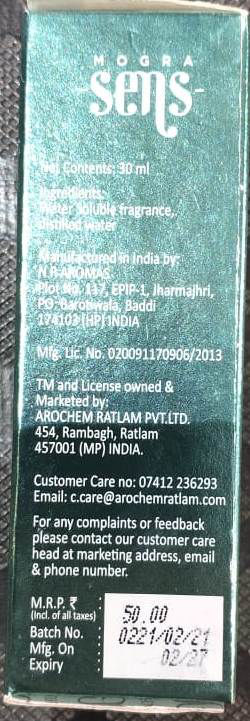 MOGRA
-sens-
Net Contents: 30 ml
Ingredients:
Water Soluble fragrance,
Distilled water
Manufactured in India by:
N R AROMAS
Plot No. 137, EPIP-1, Jharmajhri,
PO-Barotiwala, Baddi
174103 (HP) INDIA
Mfg. Lic. No. 020091170906/2013
TM and License owned &
Marketed by:
AROCHEM RATLAM PVT.LTD.
454, Rambagh, Ratlam
457001 (MP) INDIA.
Customer Care no: 07412 236293
Email: c.care@arochemratlam.com
For any complaints or feedback
please contact our customer care
head at marketing address, email
& phone number.
M.R.P. ₹ : 50.00
(Incl. of all taxes)
Batch No. : 0221/02/21
Mfg. On :
Expiry : 02/27